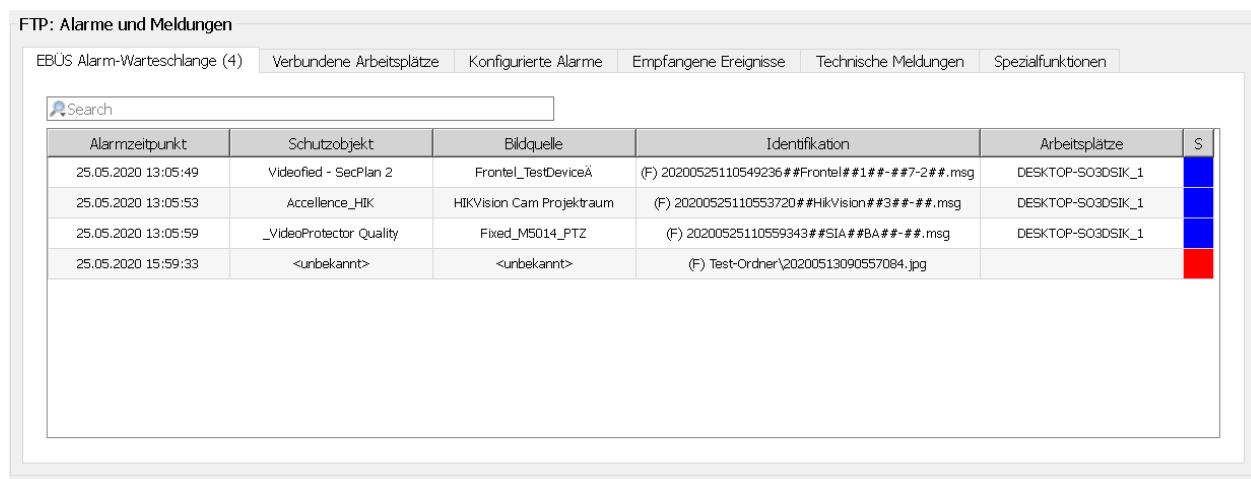 FTP: Alarme und Meldungen
EBÜS Alarm-Warteschlange (4) Verbundene Arbeitsplätze Konfigurierte Alarme Empfangene Ereignisse Technische Meldungen Spezialfunktionen
Search
Alarmzeitpunkt Schutzobjekt Bildquelle Identifikation Arbeitsplätze S
25.05.2020 13:05:49 Videofied - SecPlan 2 Frontel_TestDeviceÄ (F) 20200525110549236##Frontel##1##-##7-2##.msg DESKTOP-SO3DSIK_1
25.05.2020 13:05:53 Accellence_HIK HIKVision Cam Projektraum (F) 20200525110553720##HikVision##3##-##.msg DESKTOP-SO3DSIK_1
25.05.2020 13:05:59 _VideoProtector Quality Fixed_M5014_PTZ (F) 20200525110559343##SIA##BA##-##.msg DESKTOP-SO3DSIK_1
25.05.2020 15:59:33 <unbekannt> <unbekannt> (F) Test-Ordner\20200513090557084.jpg